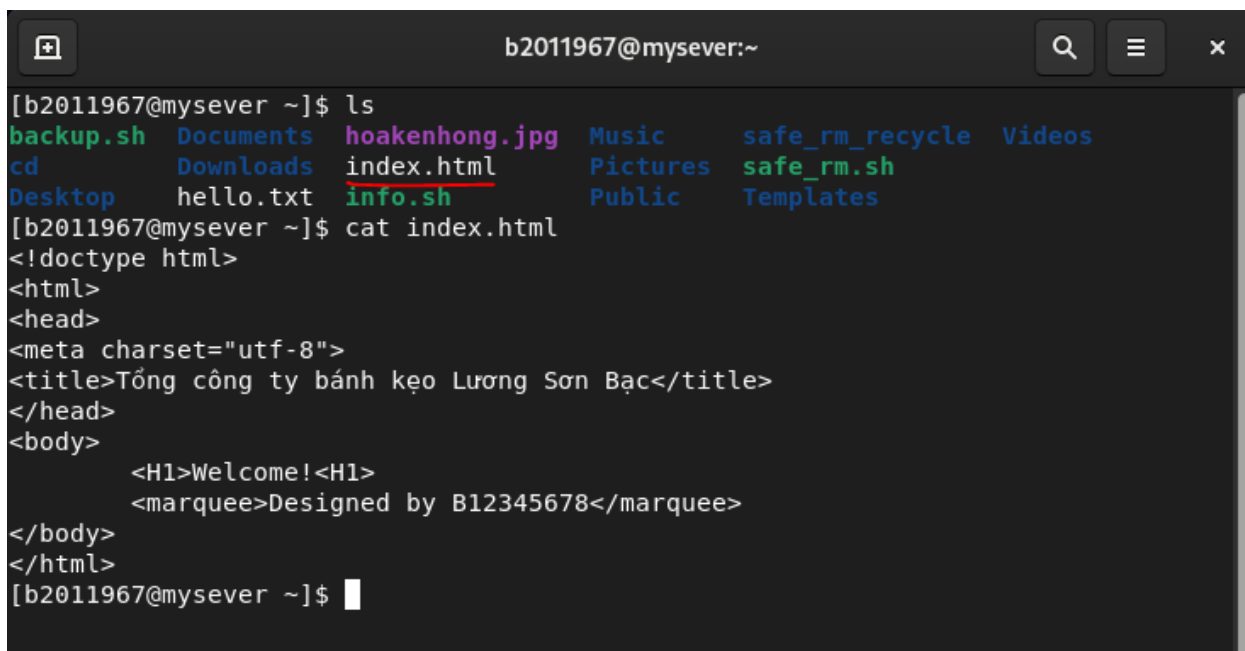 b2011967@mysever:~
[b2011967@mysever ~]$ ls
backup.sh  Documents  hoakenhong.jpg  Music     safe_rm_recycle  Videos
cd         Downloads  index.html      Pictures  safe_rm.sh
Desktop    hello.txt  info.sh         Public    Templates
[b2011967@mysever ~]$ cat index.html
<!doctype html>
<html>
<head>
<meta charset="utf-8">
<title>Tổng công ty bánh kẹo Lương Sơn Bạc</title>
</head>
<body>
        <H1>Welcome!<H1>
        <marquee>Designed by B12345678</marquee>
</body>
</html>
[b2011967@mysever ~]$